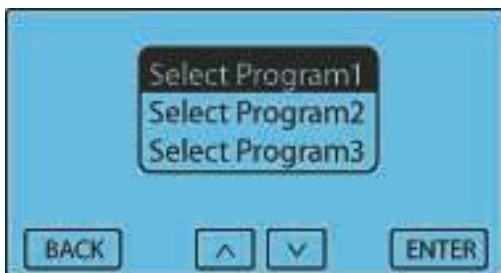 Select Program1
Select Program2
Select Program3
BACK ∧ ∨ ENTER